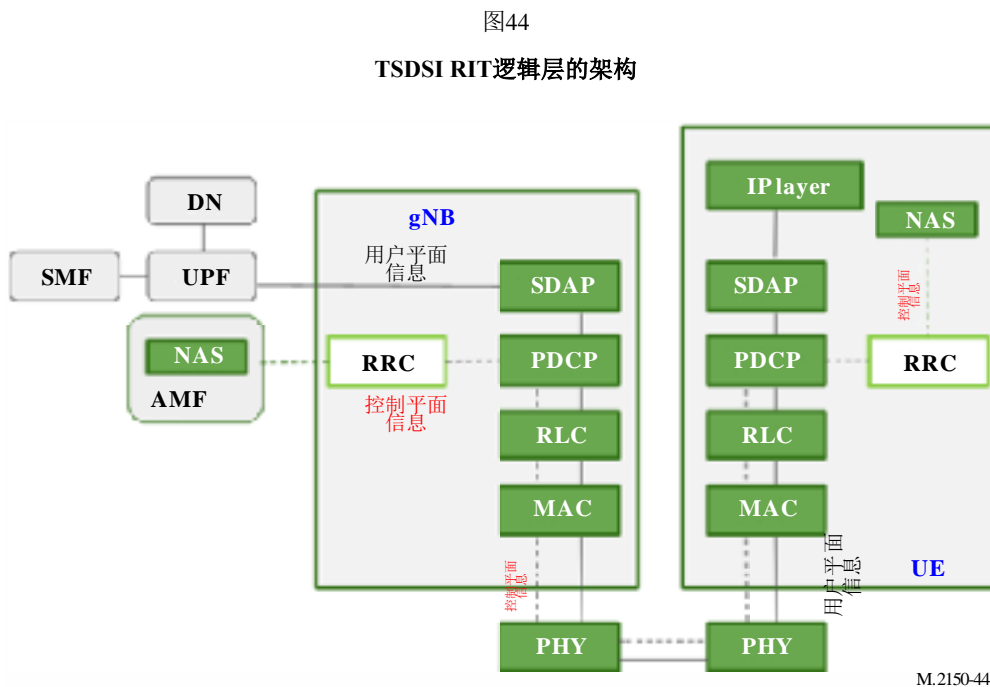 图44
TSDSI RIT逻辑层的架构
DN
SMF
UPF
NAS
AMF
gNB
用户平面
信息
SDAP
RRC
PDCP
控制平面
信息
RLC
MAC
控制平面
信息
PHY
IP layer
NAS
SDAP
控制平面
信息
PDCP
RRC
RLC
MAC
用户平面
信息
UE
PHY
M.2150-44